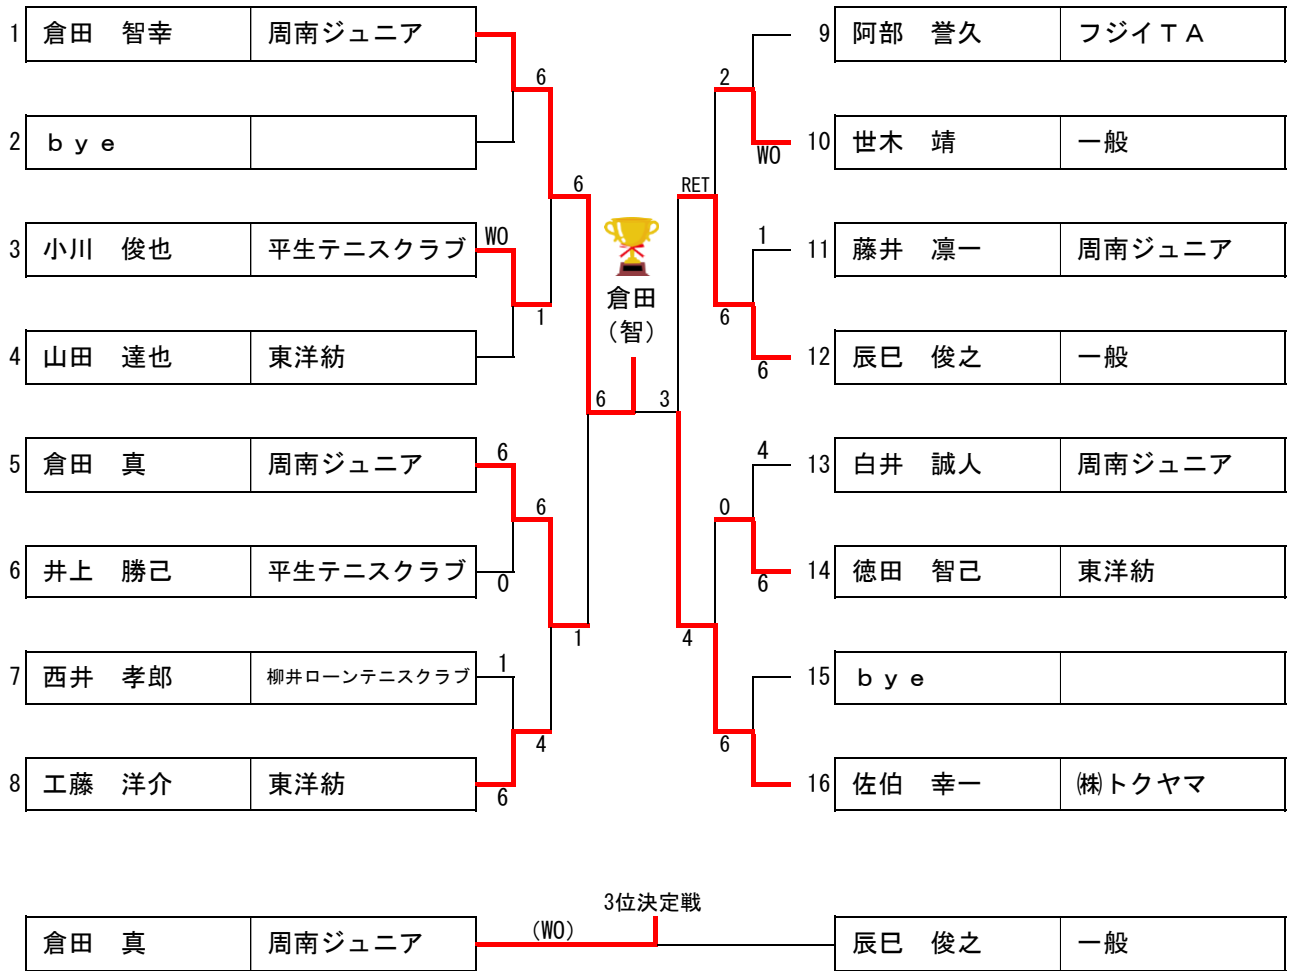 1 倉田 智幸 周南ジュニア
2 ｂｙｅ
3 小川 俊也 平生テニスクラブ WO
4 山田 達也 東洋紡
5 倉田 真 周南ジュニア 6
6 井上 勝己 平生テニスクラブ 0
7 西井 孝郎 柳井ローンテニスクラブ 1
8 工藤 洋介 東洋紡 6
6
1
6
4
6
1
6
倉田
（智）
3
RET
4
2
6
0
6
9 阿部 誉久 フジイＴＡ
WO 10 世木 靖 一般
1 11 藤井 凛一 周南ジュニア
6 12 辰巳 俊之 一般
4 13 白井 誠人 周南ジュニア
6 14 徳田 智己 東洋紡
15 ｂｙｅ
16 佐伯 幸一 ㈱トクヤマ
3位決定戦
倉田 真 周南ジュニア (WO) 辰巳 俊之 一般